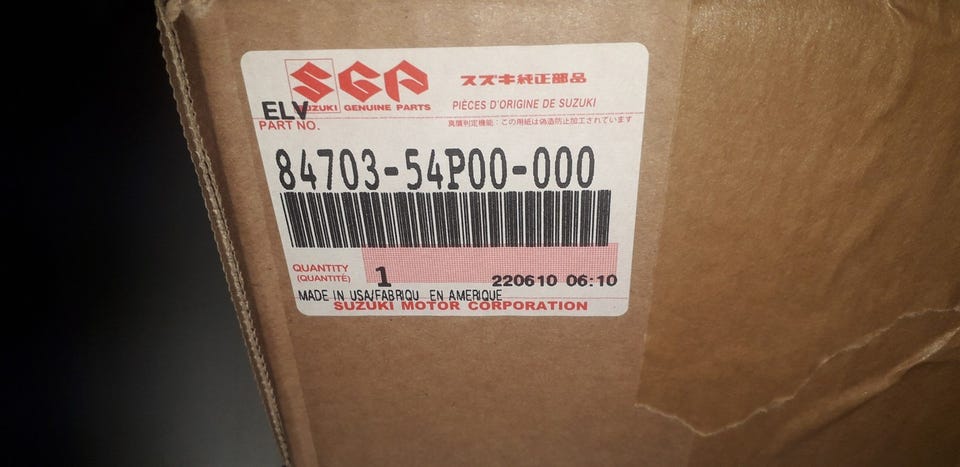 SGP スズキ純正部品
SUZUKI GENUINE PARTS PIÈCES D'ORIGINE DE SUZUKI
ELV
PART NO. 真贋判定機能:この用紙は偽造防止加工されています
84703-54P00-000
QUANTITY
(QUANTITÉ) 1 220610 06:10
MADE IN USA/FABRIQU EN AMERIQUE
SUZUKI MOTOR CORPORATION